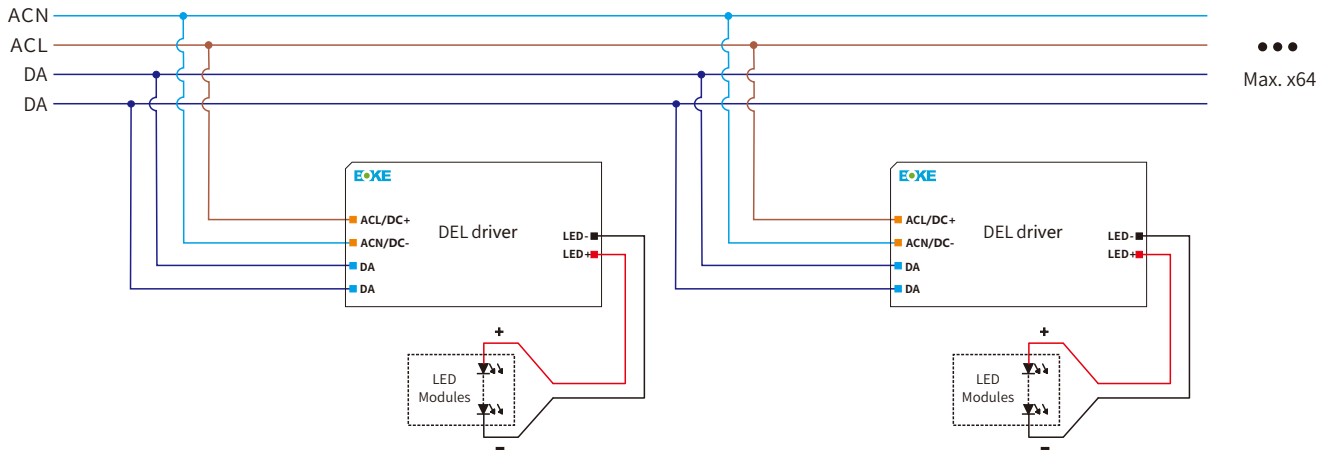 ACN
ACL
DA
DA
Max. x64
EOKE
ACL/DC+
ACN/DC-
DA
DA
DEL driver
LED-
LED+
EOKE
ACL/DC+
ACN/DC-
DA
DA
DEL driver
LED-
LED+
+
LED
Modules
-
+
LED
Modules
-